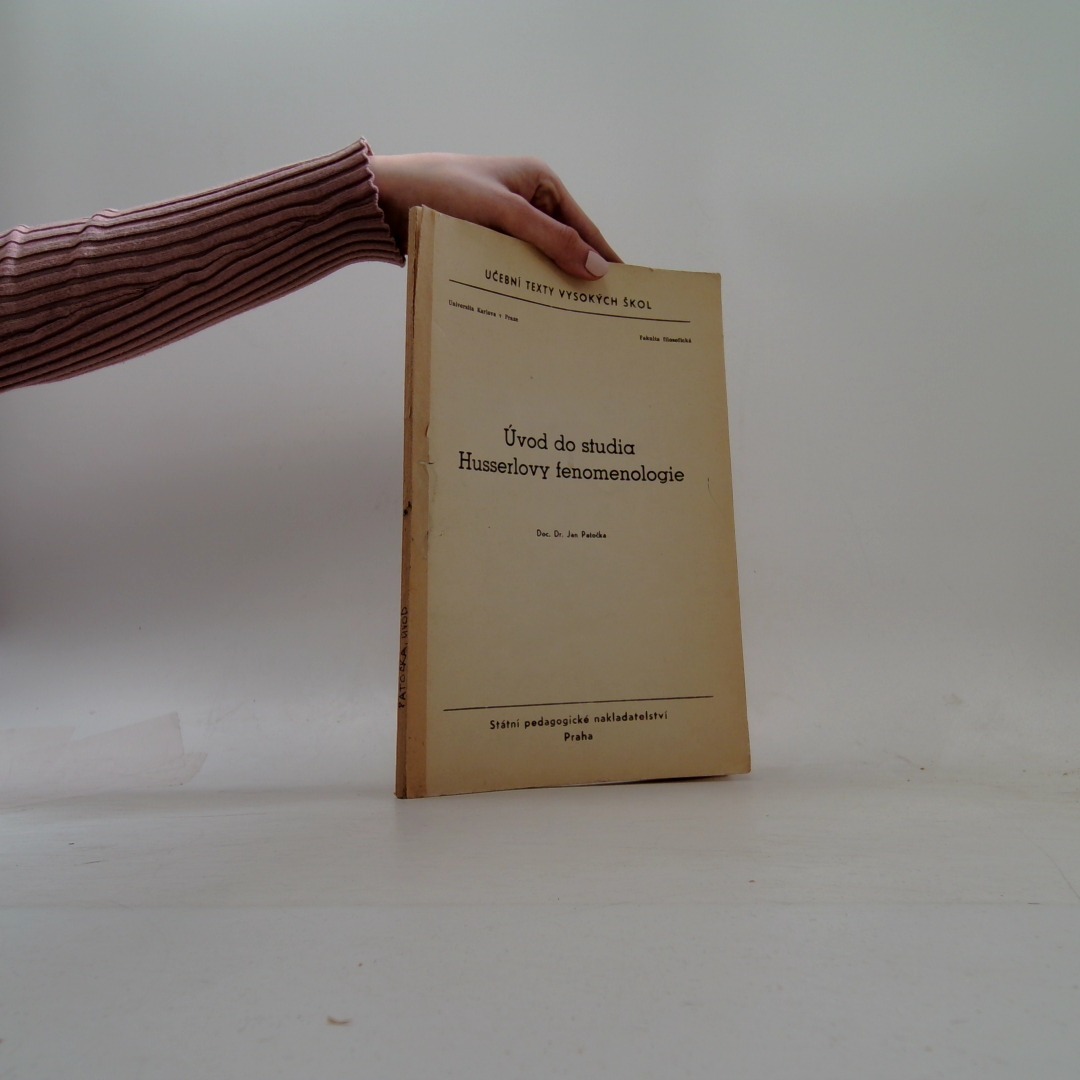 UČEBNÍ TEXTY VYSOKÝCH ŠKOL
Universita Karlova v Praze
Fakulta filosofická
Úvod do studia
Husserlovy fenomenologie
Doc. Dr. Jan Patočka
Státní pedagogické nakladatelství
Praha
PATOČKA, ÚVOD